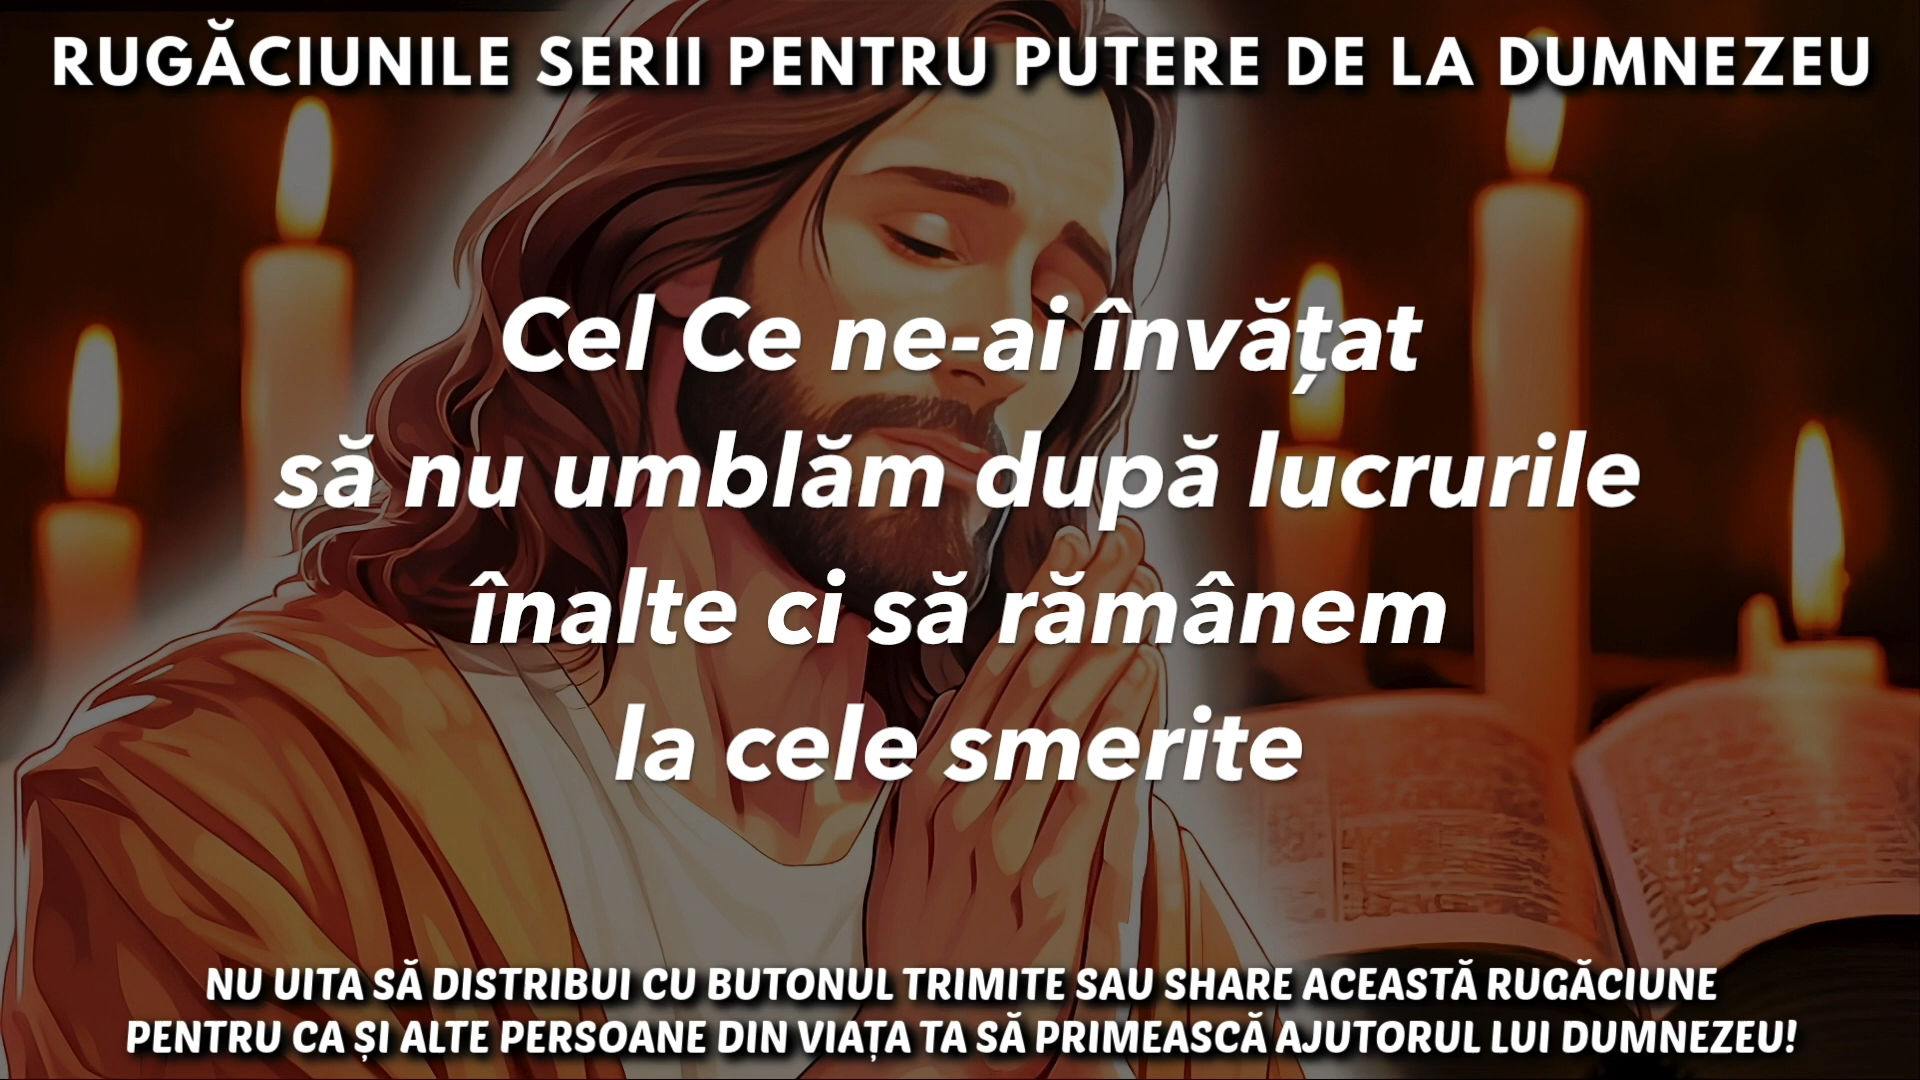 RUGĂCIUNILE SERII PENTRU PUTERE DE LA DUMNEZEU
Cel Ce ne-ai învățat
să nu umblăm după lucrurile
înalte ci să rămânem
la cele smerite
NU UITA SĂ DISTRIBUI CU BUTONUL TRIMITE SAU SHARE ACEASTĂ RUGĂCIUNE
PENTRU CA ȘI ALTE PERSOANE DIN VIAȚA TA SĂ PRIMEASCĂ AJUTORUL LUI DUMNEZEU!